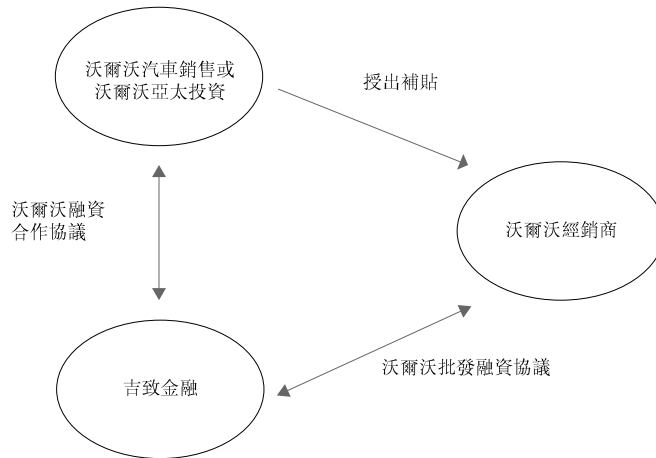 沃爾沃汽車銷售或
沃爾沃亞太投資
授出補貼
沃爾沃融資
合作協議
沃爾沃經銷商
沃爾沃批發融資協議
吉致金融